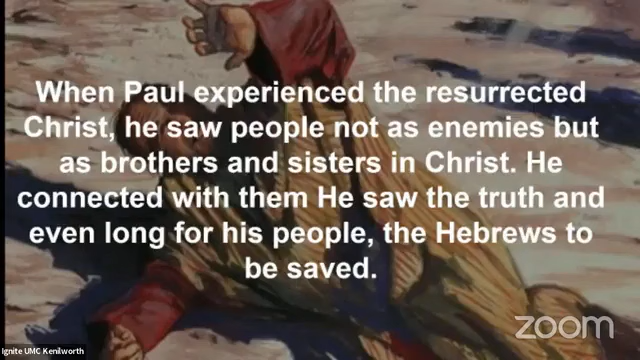 When Paul experienced the resurrected
Christ, he saw people not as enemies but
as brothers and sisters in Christ. He
connected with them He saw the truth and
even long for his people, the Hebrews to
be saved.
zoom
Ignite UMC Kenilworth